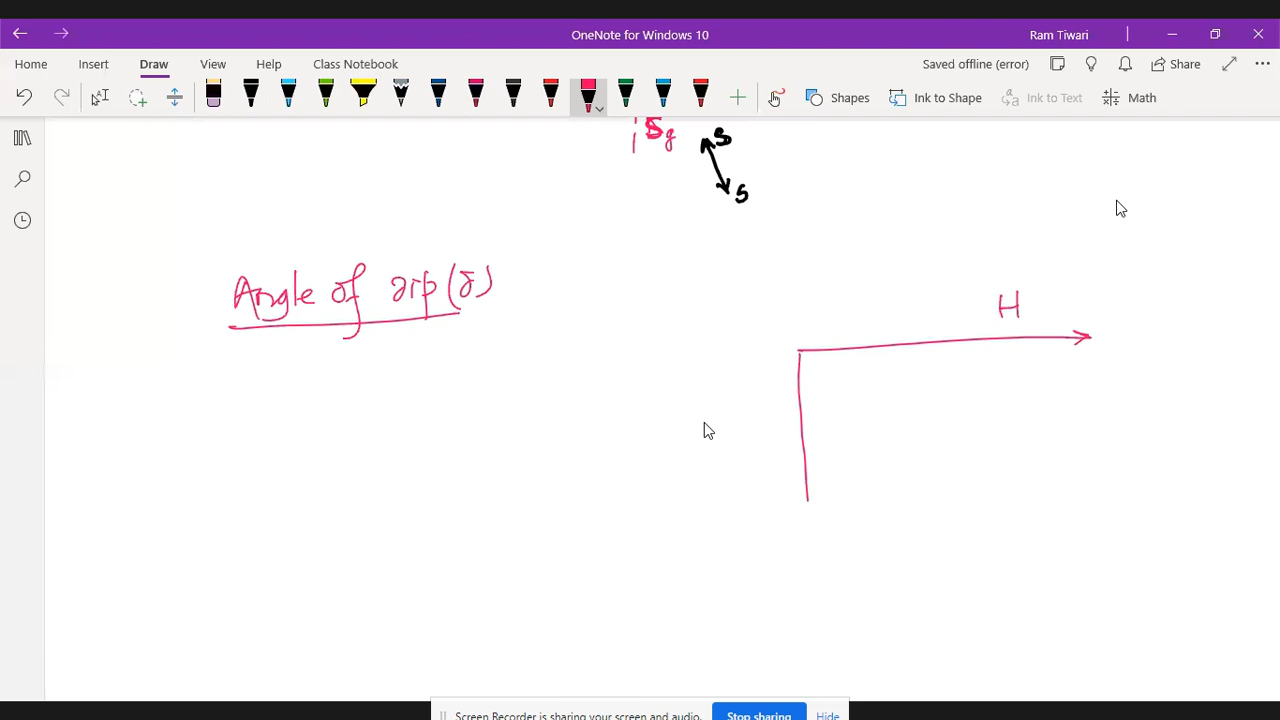 OneNote for Windows 10
Ram Tiwari
Home Insert Draw View Help Class Notebook
Saved offline (error) Share
Shapes Ink to Shape Ink to Text Math
Sg S
S
Angle of dip (δ)
H
Screen Recorder is sharing your screen and audio. Stop sharing Hide